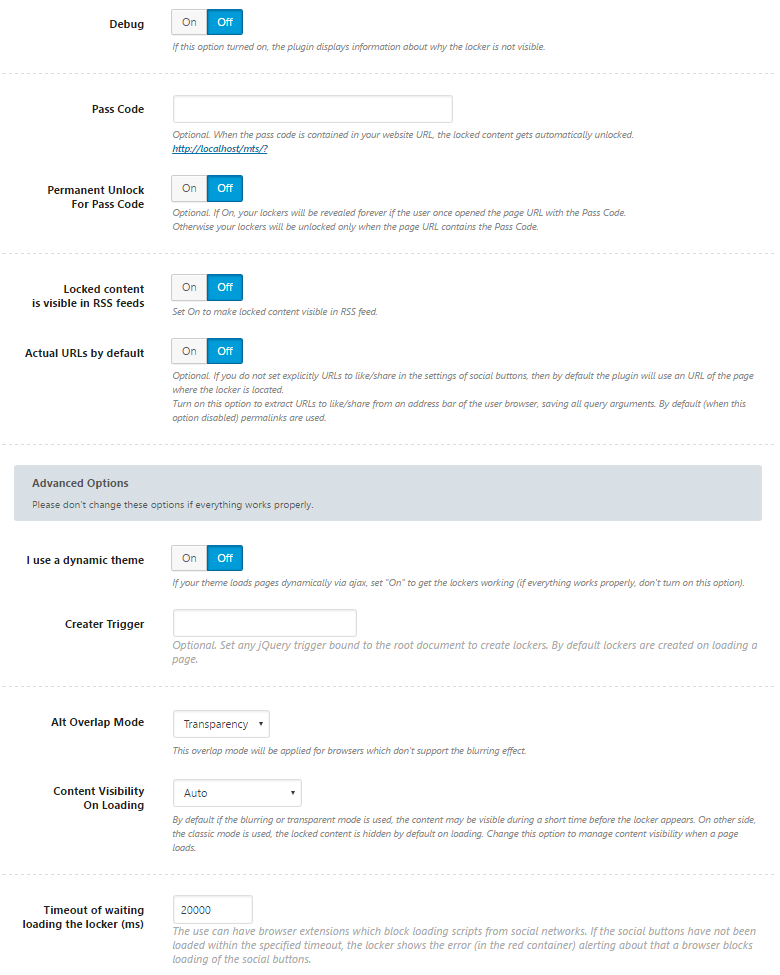 Debug
On Off
If this option turned on, the plugin displays information about why the locker is not visible.
Pass Code
Optional. When the pass code is contained in your website URL, the locked content gets automatically unlocked.
http://localhost/mts/?
Permanent Unlock
For Pass Code
On Off
Optional. If On, your lockers will be revealed forever if the user once opened the page URL with the Pass Code.
Otherwise your lockers will be unlocked only when the page URL contains the Pass Code.
Locked content
is visible in RSS feeds
On Off
Set On to make locked content visible in RSS feed.
Actual URLs by default
On Off
Optional. If you do not set explicitly URLs to like/share in the settings of social buttons, then by default the plugin will use an URL of the page
where the locker is located.
Turn on this option to extract URLs to like/share from an address bar of the user browser, saving all query arguments. By default (when this
option disabled) permalinks are used.
Advanced Options
Please don't change these options if everything works properly.
I use a dynamic theme
On Off
If your theme loads pages dynamically via ajax, set "On" to get the lockers working (if everything works properly, don't turn on this option).
Creater Trigger
Optional. Set any jQuery trigger bound to the root document to create lockers. By default lockers are created on loading a
page.
Alt Overlap Mode
Transparency
This overlap mode will be applied for browsers which don't support the blurring effect.
Content Visibility
On Loading
Auto
By default if the blurring or transparent mode is used, the content may be visible during a short time before the locker appears. On other side,
the classic mode is used, the locked content is hidden by default on loading. Change this option to manage content visibility when a page
loads.
Timeout of waiting
loading the locker (ms)
20000
The use can have browser extensions which block loading scripts from social networks. If the social buttons have not been
loaded within the specified timeout, the locker shows the error (in the red container) alerting about that a browser blocks
loading of the social buttons.